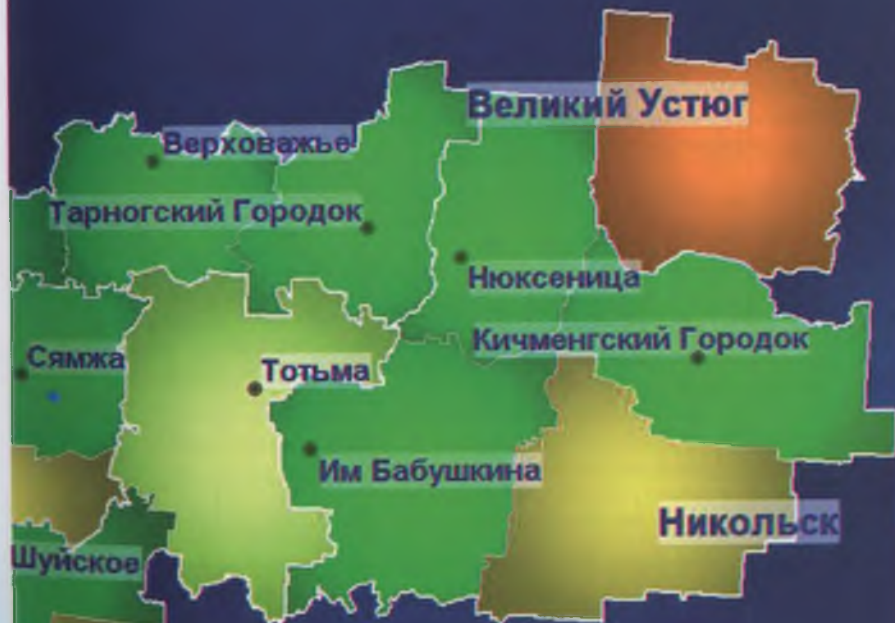 Великий Устюг
Верховажье
Тарногский Городок
Нюксеница
Кичменгский Городок
Сямжа
Тотьма
Им Бабушкина
Никольск
Шуйское